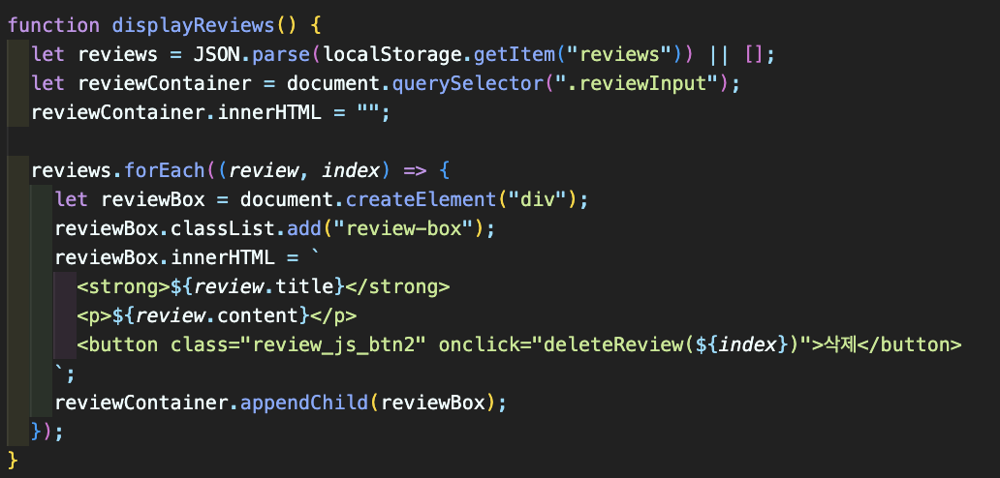 function displayReviews() {
let reviews = JSON.parse(localStorage.getItem("reviews")) || [];
let reviewContainer = document.querySelector(".reviewInput");
reviewContainer.innerHTML = "";
reviews.forEach((review, index) => {
let reviewBox = document.createElement("div");
reviewBox.classList.add("review-box");
reviewBox.innerHTML = `
<strong>${review.title}</strong>
<p>${review.content}</p>
<button class="review_js_btn2" onclick="deleteReview(${index})">삭제</button>
`;
reviewContainer.appendChild(reviewBox);
});
}